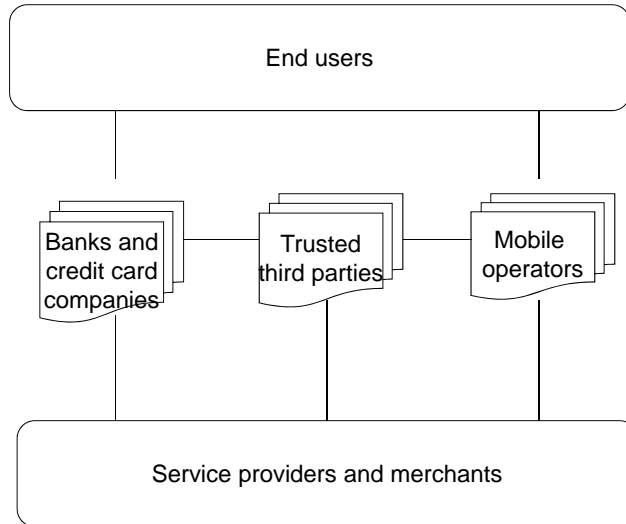 End users
Banks and
credit card
companies
Trusted
third parties
Mobile
operators
Service providers and merchants